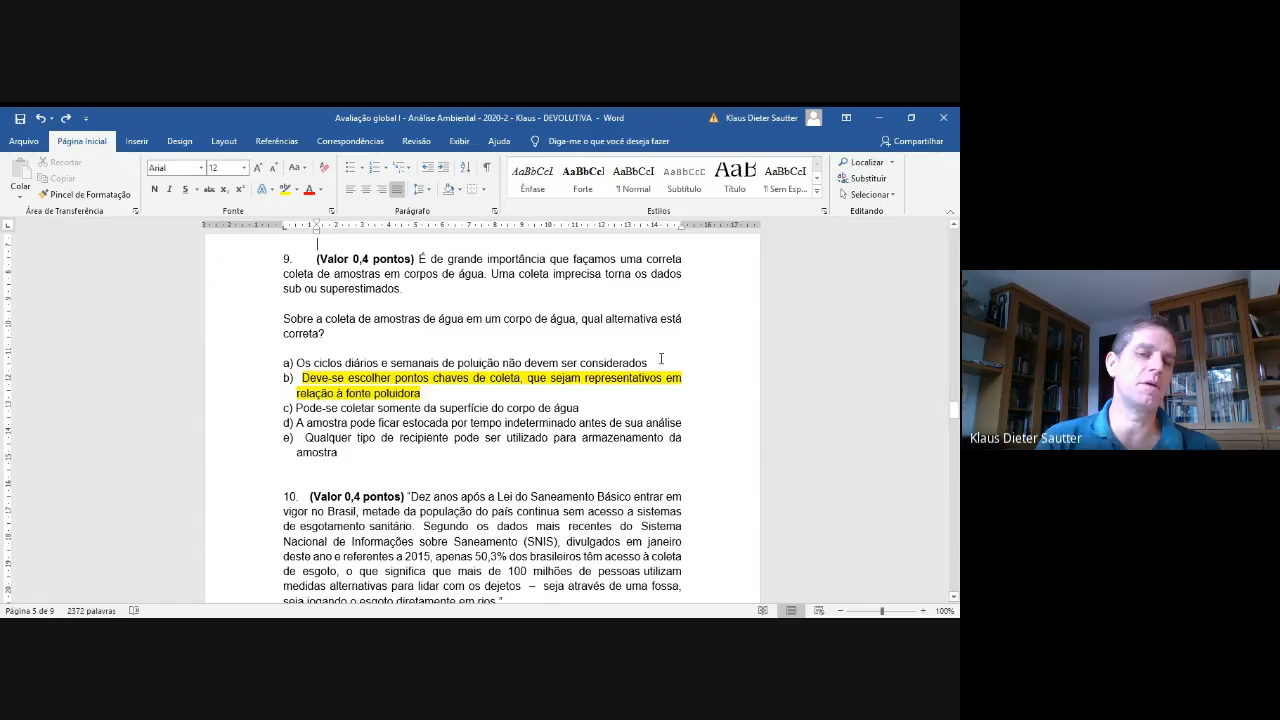 Avaliação global I - Análise Ambiental - 2020-2 - Klaus - DEVOLUTIVA - Word
Klaus Dieter Sautter
Arquivo Página Inicial Inserir Design Layout Referências Correspondências Revisão Exibir Ajuda Diga-me o que você deseja fazer Compartilhar
Colar
Recortar
Copiar
Pincel de Formatação
Área de Transferência
Arial 12
Fonte
Parágrafo
AaBbCcI AaBbCcI AaBbCcI AaBbCcI AaB AaBbCcI
Ênfase Forte ¶ Normal Subtítulo Título ¶ Sem Esp...
Estilos
Localizar
Substituir
Selecionar
Editando
9. (Valor 0,4 pontos) É de grande importância que façamos uma correta
coleta de amostras em corpos de água. Uma coleta imprecisa torna os dados
sub ou superestimados.
Sobre a coleta de amostras de água em um corpo de água, qual alternativa está
correta?
a) Os ciclos diários e semanais de poluição não devem ser considerados
b) Deve-se escolher pontos chaves de coleta, que sejam representativos em
relação à fonte poluidora
c) Pode-se coletar somente da superfície do corpo de água
d) A amostra pode ficar estocada por tempo indeterminado antes de sua análise
e) Qualquer tipo de recipiente pode ser utilizado para armazenamento da
amostra
10. (Valor 0,4 pontos) "Dez anos após a Lei do Saneamento Básico entrar em
vigor no Brasil, metade da população do país continua sem acesso a sistemas
de esgotamento sanitário. Segundo os dados mais recentes do Sistema
Nacional de Informações sobre Saneamento (SNIS), divulgados em janeiro
deste ano e referentes a 2015, apenas 50,3% dos brasileiros têm acesso à coleta
de esgoto, o que significa que mais de 100 milhões de pessoas utilizam
medidas alternativas para lidar com os dejetos – seja através de uma fossa,
seja jogando o esgoto diretamente em rios."
Página 5 de 9 2372 palavras 100%
Klaus Dieter Sautter